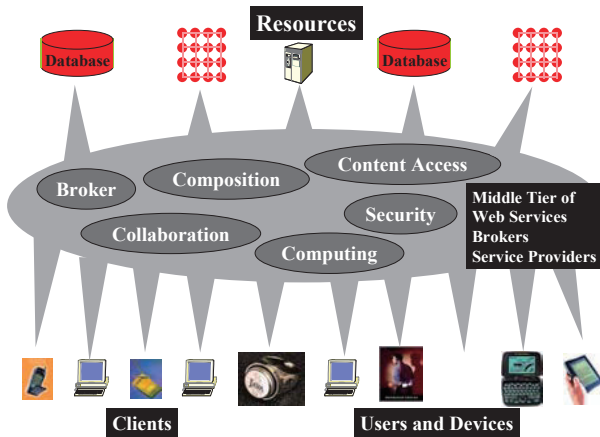 Resources
Database
Database
Content Access
Composition
Broker
Security
Middle Tier of
Web Services
Brokers
Service Providers
Collaboration
Computing
Clients
Users and Devices